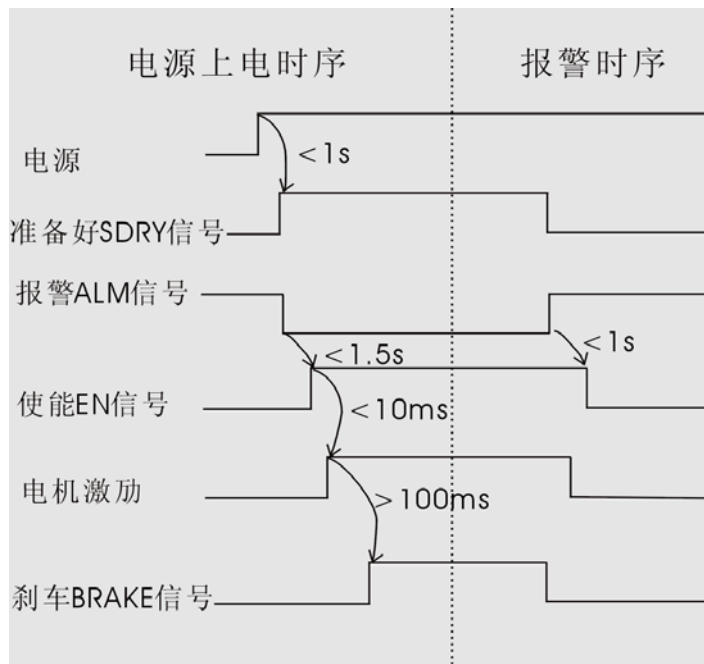 电源上电时序 报警时序
电源
<1s
准备好SDRY信号
报警ALM信号
<1.5s
<1s
使能EN信号
<10ms
电机激励
>100ms
刹车BRAKE信号